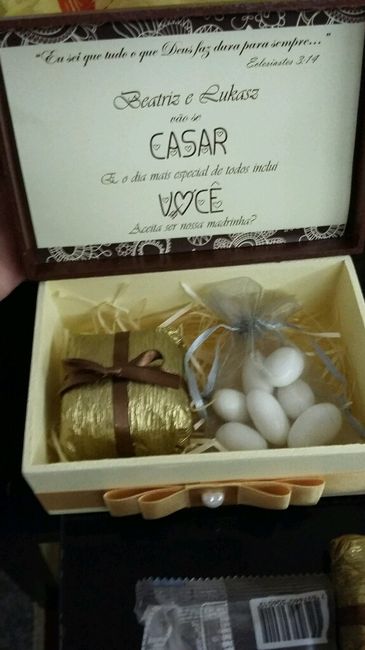 "Eu sei que tudo o que Deus faz dura para sempre..."
Eclesiastes 3:14
Beatriz e Lukasz
vão se
CASAR
E, o dia mais especial de todos inclui
VOCÊ
Aceita ser nossa madrinha?